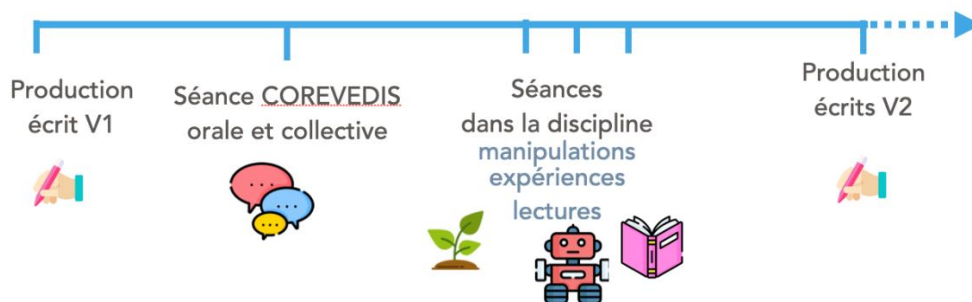 Production
écrit V1
Séance COREVEDIS
orale et collective
Séances
dans la discipline
manipulations
expériences
lectures
Production
écrits V2